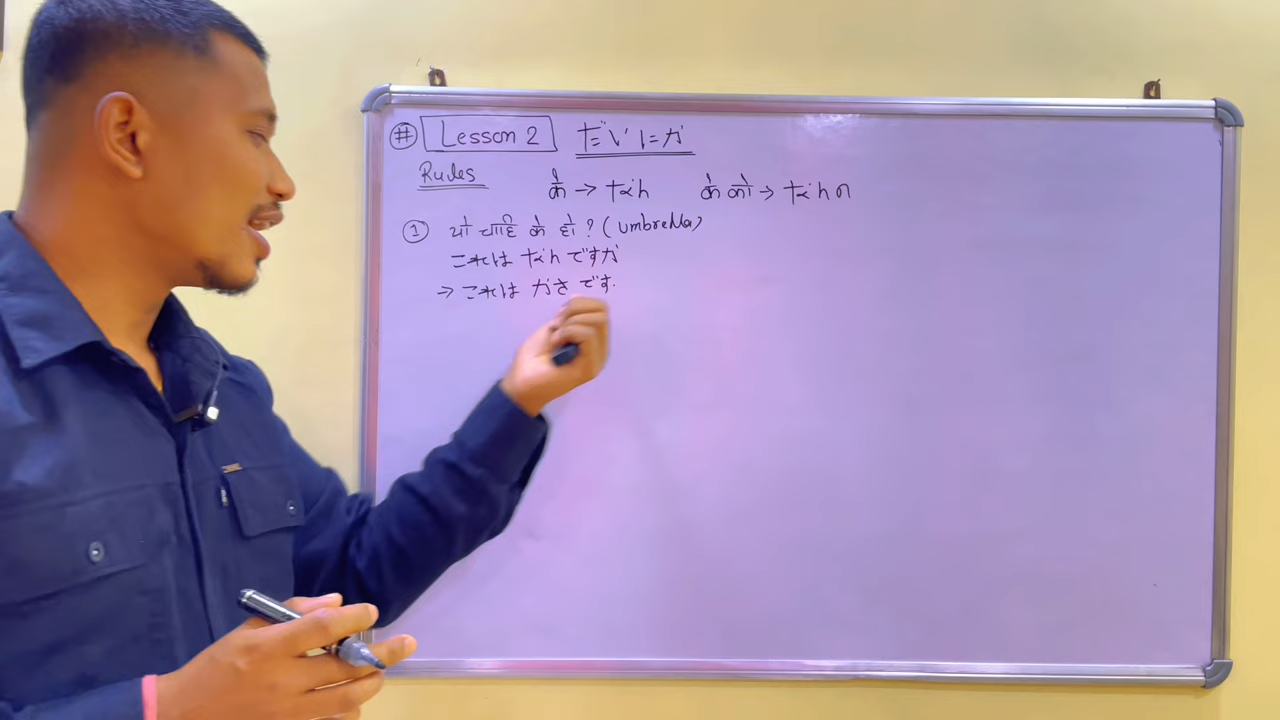 # Lesson 2 だいにか
Rules
के → なん के को → なんの
① यो चाहि के हो ? (umbrella)
これは なんですか
→ これは かさ です.